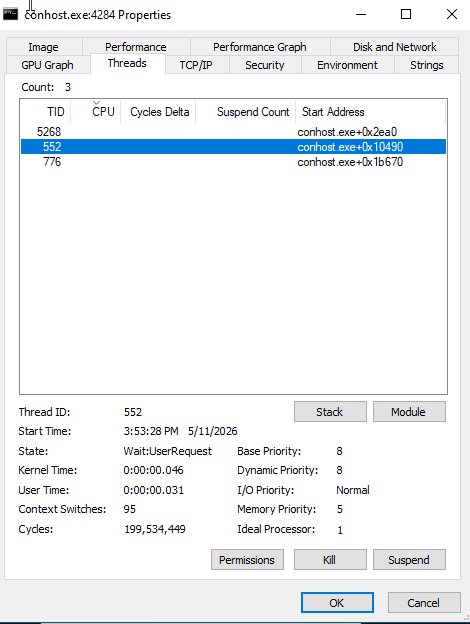 conhost.exe:4284 Properties
Image Performance Performance Graph Disk and Network
GPU Graph Threads TCP/IP Security Environment Strings
Count: 3
TID CPU Cycles Delta Suspend Count Start Address
5268 conhost.exe+0x2ea0
552 conhost.exe+0x10490
776 conhost.exe+0x1b670
Thread ID: 552 Stack Module
Start Time: 3:53:28 PM 5/11/2026
State: Wait:UserRequest Base Priority: 8
Kernel Time: 0:00:00.046 Dynamic Priority: 8
User Time: 0:00:00.031 I/O Priority: Normal
Context Switches: 95 Memory Priority: 5
Cycles: 199,534,449 Ideal Processor: 1
Permissions Kill Suspend
OK Cancel